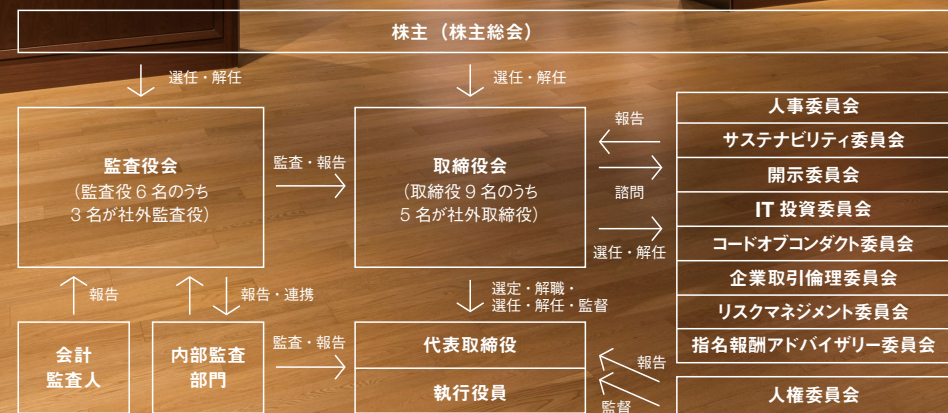 株主（株主総会）
選任・解任
選任・解任
監査役会
（監査役6名のうち
3名が社外監査役）
監査・報告
取締役会
（取締役9名のうち
5名が社外取締役）
報告
諮問
選任・解任
人事委員会
サステナビリティ委員会
開示委員会
IT 投資委員会
コードオブコンダクト委員会
企業取引倫理委員会
リスクマネジメント委員会
指名報酬アドバイザリー委員会
報告
報告・連携
選定・解職・
選任・解任・監督
会計
監査人
内部監査
部門
監査・報告
代表取締役
執行役員
報告
監督
人権委員会